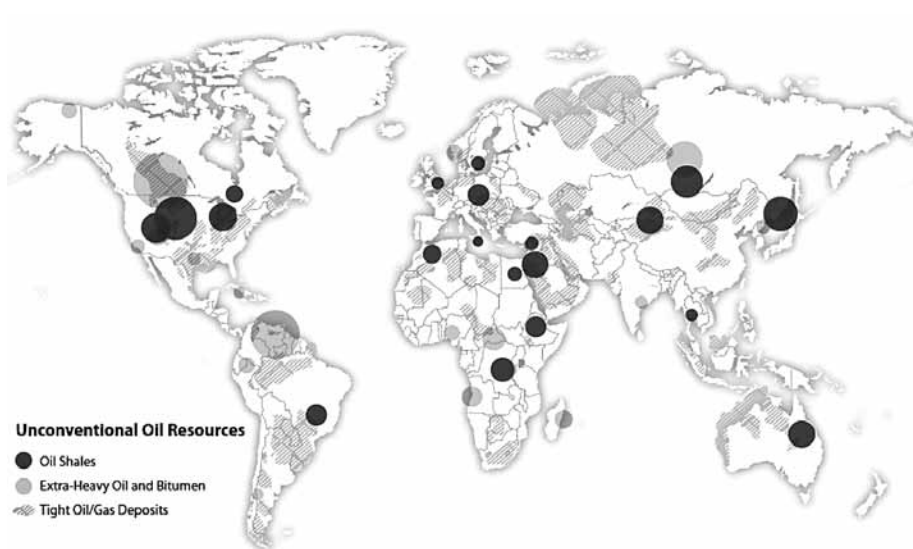 Unconventional Oil Resources
Oil Shales
Extra-Heavy Oil and Bitumen
Tight Oil/Gas Deposits